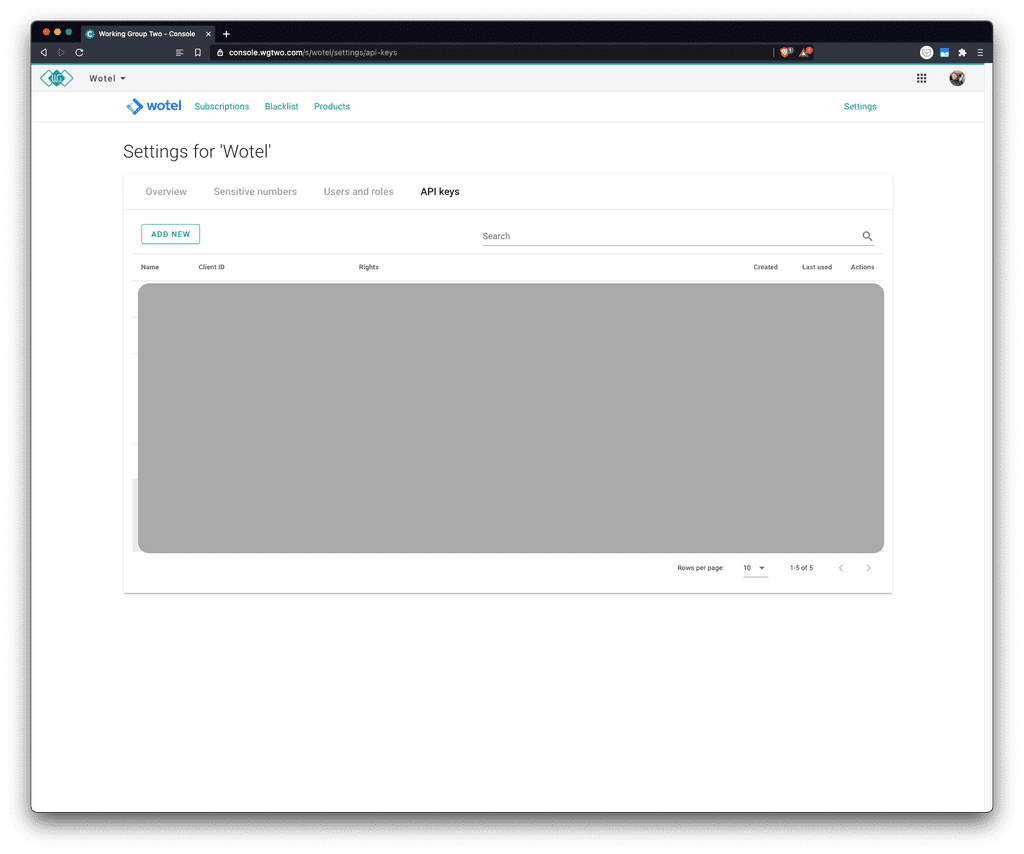 Working Group Two - Console
console.wgtwo.com/s/wotel/settings/api-keys
WG
Wotel
wotel Subscriptions Blacklist Products Settings
Settings for 'Wotel'
Overview Sensitive numbers Users and roles API keys
ADD NEW
Search
Name Client ID Rights Created Last used Actions
Rows per page: 10 1-5 of 5